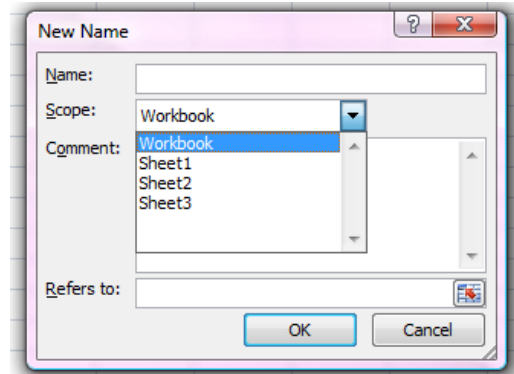 New Name
?
X
Name:
Scope: Workbook
Workbook
Comment:
Sheet1
Sheet2
Sheet3
Refers to:
OK Cancel